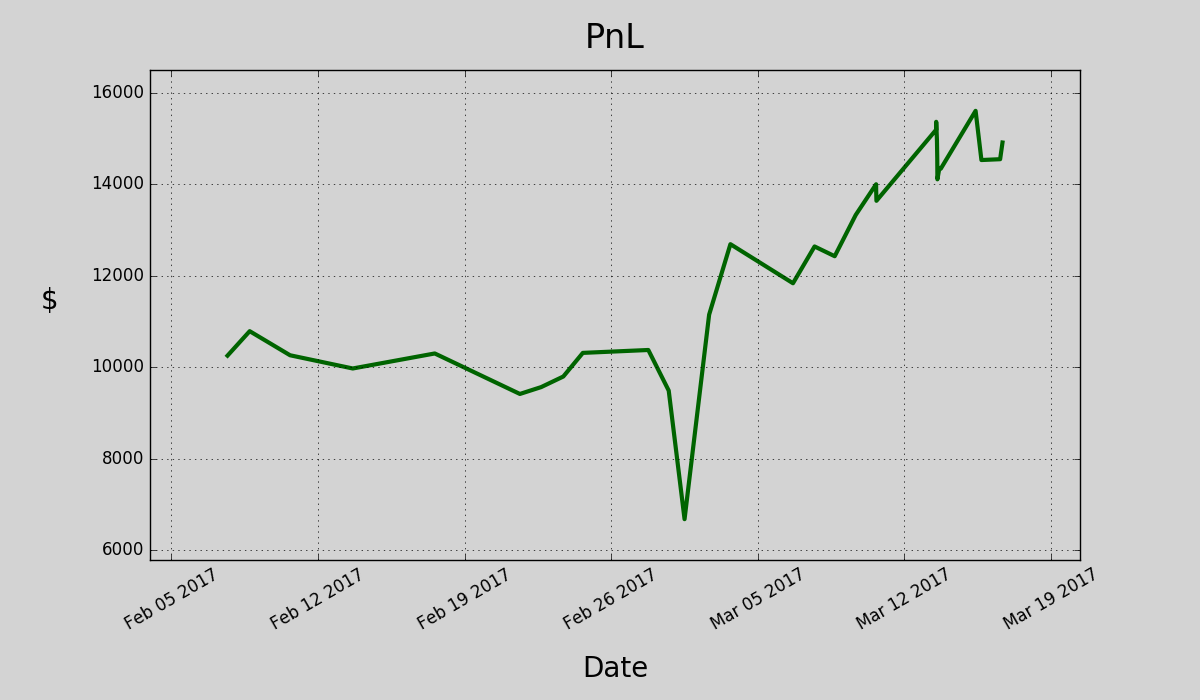 PnL
16000
14000
12000
10000
8000
6000
$
Feb 05 2017
Feb 12 2017
Feb 19 2017
Feb 26 2017
Mar 05 2017
Mar 12 2017
Mar 19 2017
Date